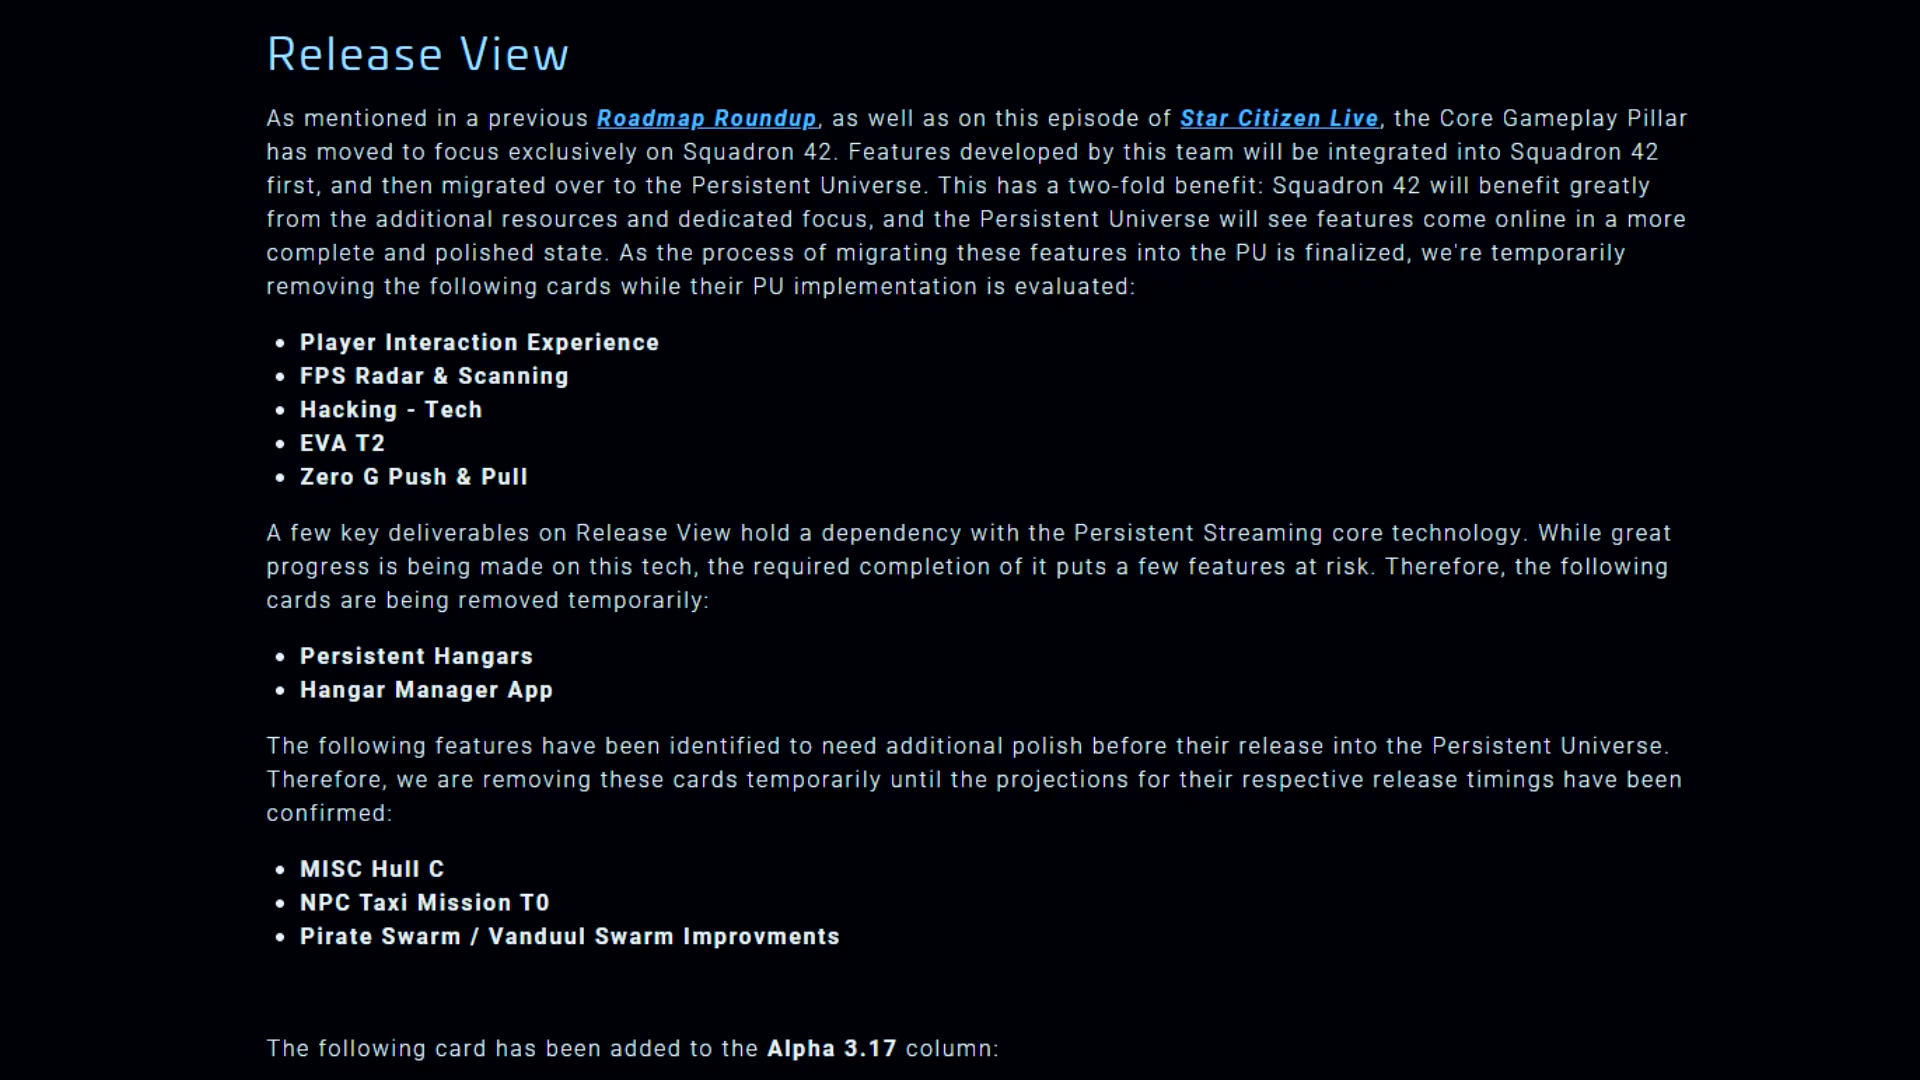 Release View
As mentioned in a previous Roadmap Roundup, as well as on this episode of Star Citizen Live, the Core Gameplay Pillar
has moved to focus exclusively on Squadron 42. Features developed by this team will be integrated into Squadron 42
first, and then migrated over to the Persistent Universe. This has a two-fold benefit: Squadron 42 will benefit greatly
from the additional resources and dedicated focus, and the Persistent Universe will see features come online in a more
complete and polished state. As the process of migrating these features into the PU is finalized, we're temporarily
removing the following cards while their PU implementation is evaluated:
• Player Interaction Experience
• FPS Radar & Scanning
• Hacking - Tech
• EVA T2
• Zero G Push & Pull
A few key deliverables on Release View hold a dependency with the Persistent Streaming core technology. While great
progress is being made on this tech, the required completion of it puts a few features at risk. Therefore, the following
cards are being removed temporarily:
• Persistent Hangars
• Hangar Manager App
The following features have been identified to need additional polish before their release into the Persistent Universe.
Therefore, we are removing these cards temporarily until the projections for their respective release timings have been
confirmed:
• MISC Hull C
• NPC Taxi Mission T0
• Pirate Swarm / Vanduul Swarm Improvments
The following card has been added to the Alpha 3.17 column: